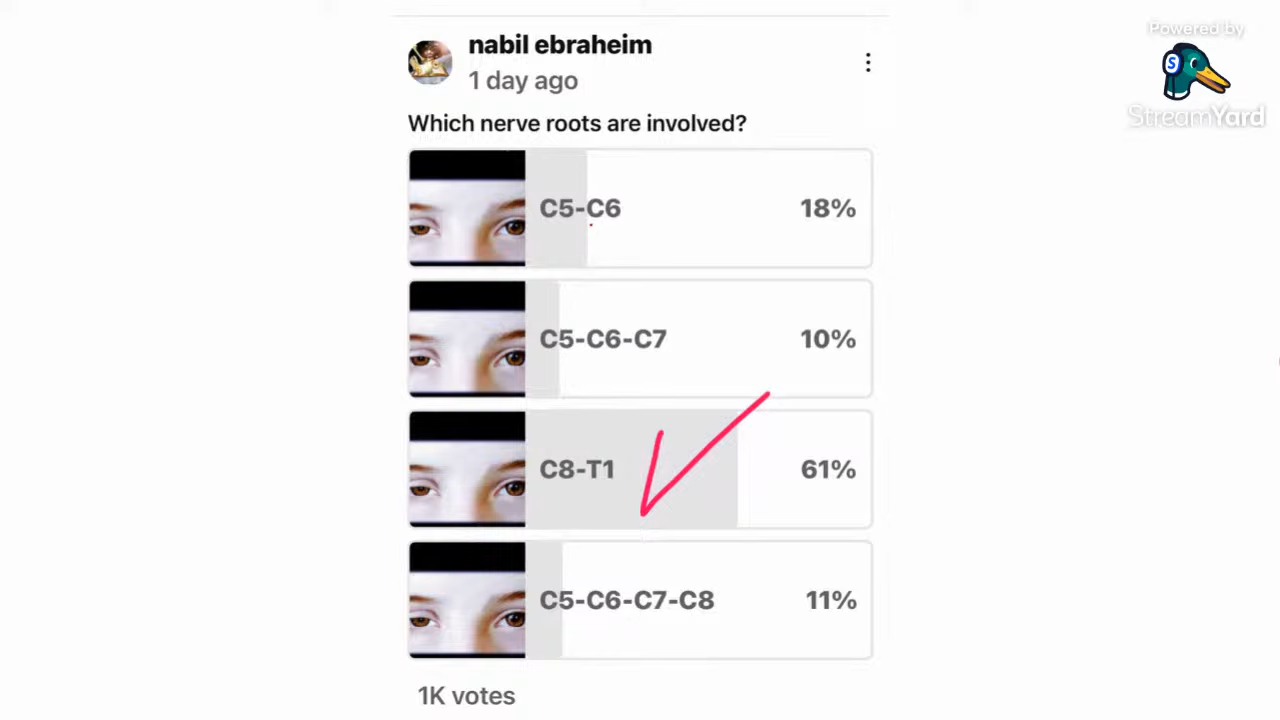 Powered by
S
StreamYard
nabil ebraheim
1 day ago
Which nerve roots are involved?
C5-C6 18%
C5-C6-C7 10%
C8-T1 61%
C5-C6-C7-C8 11%
1K votes